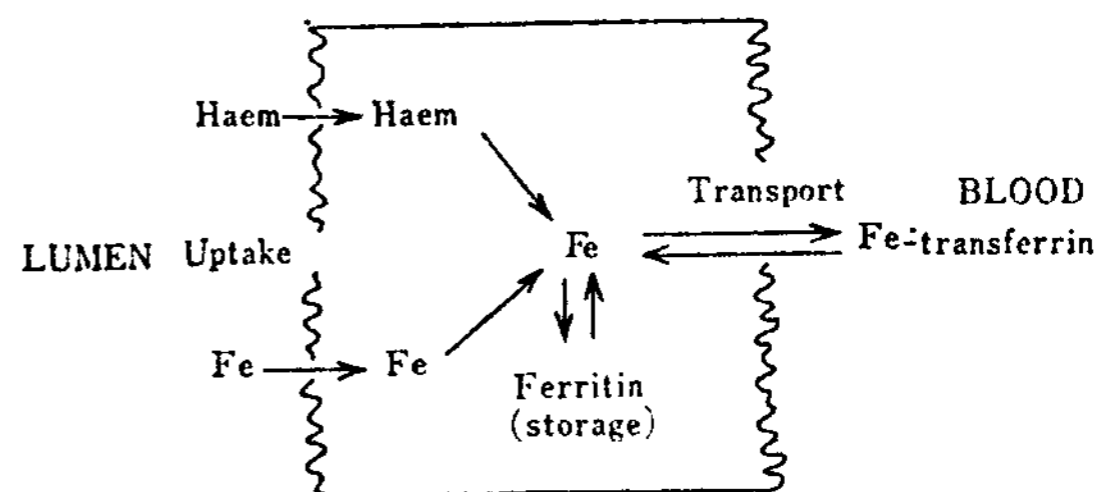 Haem Haem
Transport BLOOD
LUMEN Uptake Fe Fe-transferrin
Fe Fe
Ferritin
(storage)